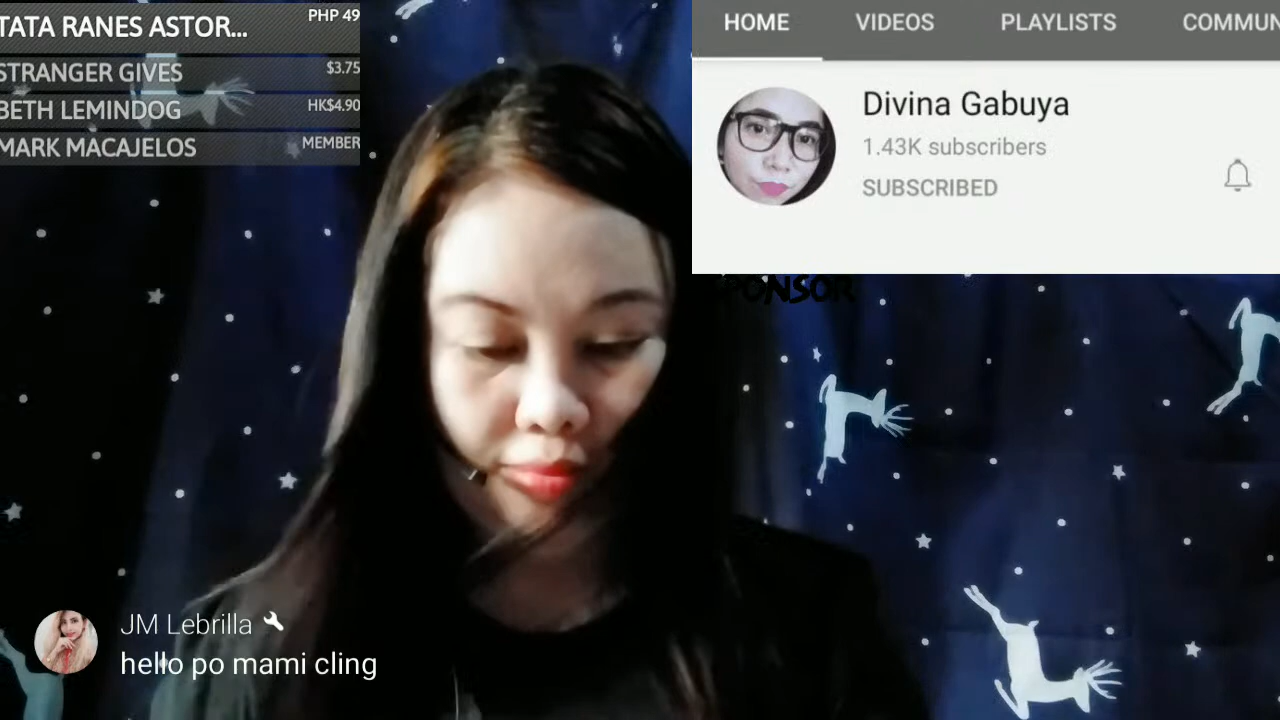 TATA RANES ASTOR... PHP 49
STRANGER GIVES $3.75
BETH LEMINDOG HK$4.90
MARK MACAJELOS MEMBER
HOME VIDEOS PLAYLISTS COMMUN
Divina Gabuya
1.43K subscribers
SUBSCRIBED
SPONSOR
JM Lebrilla
hello po mami cling